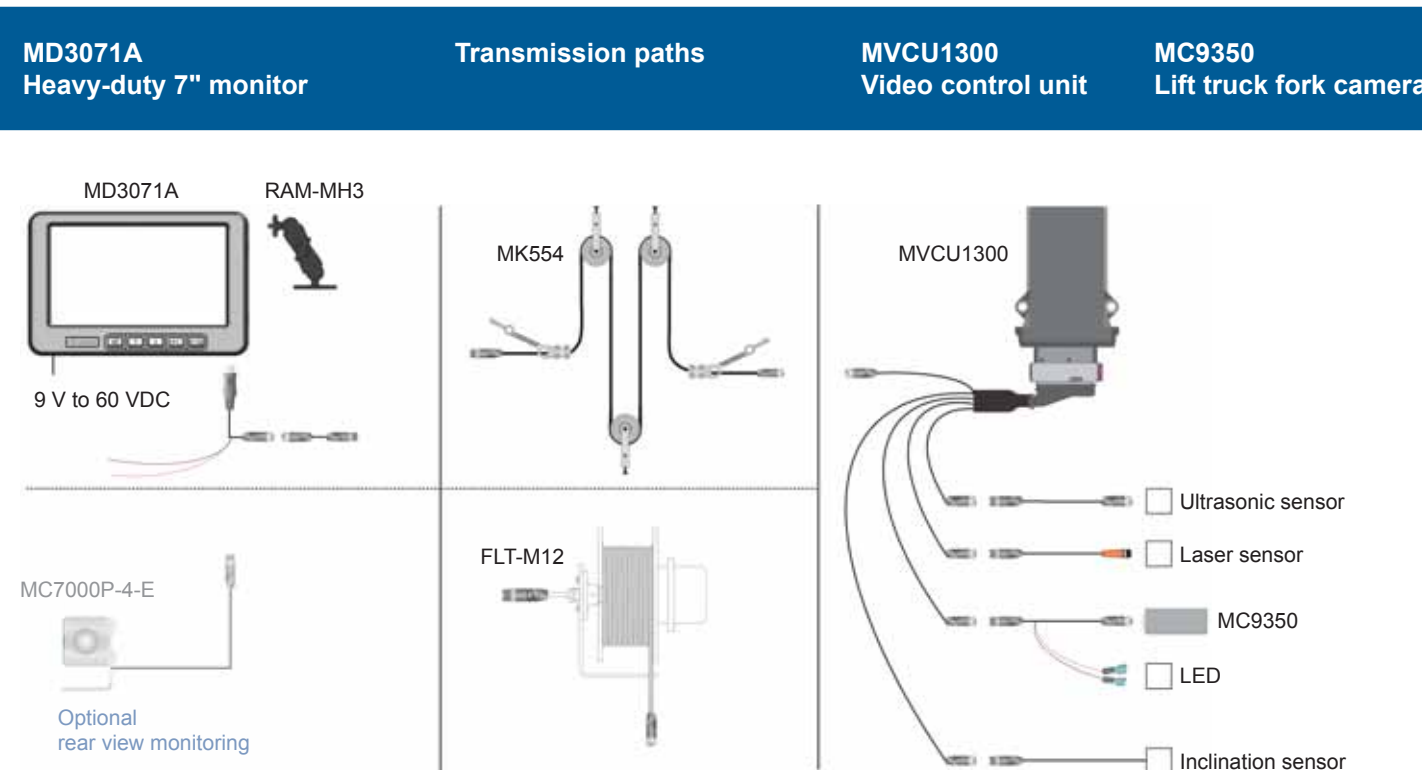 MD3071A
Heavy-duty 7" monitor
Transmission paths
MVCU1300
Video control unit
MC9350
Lift truck fork camera
MD3071A
RAM-MH3
9 V to 60 VDC
MC7000P-4-E
Optional
rear view monitoring
MK554
FLT-M12
MVCU1300
Ultrasonic sensor
Laser sensor
MC9350
LED
Inclination sensor